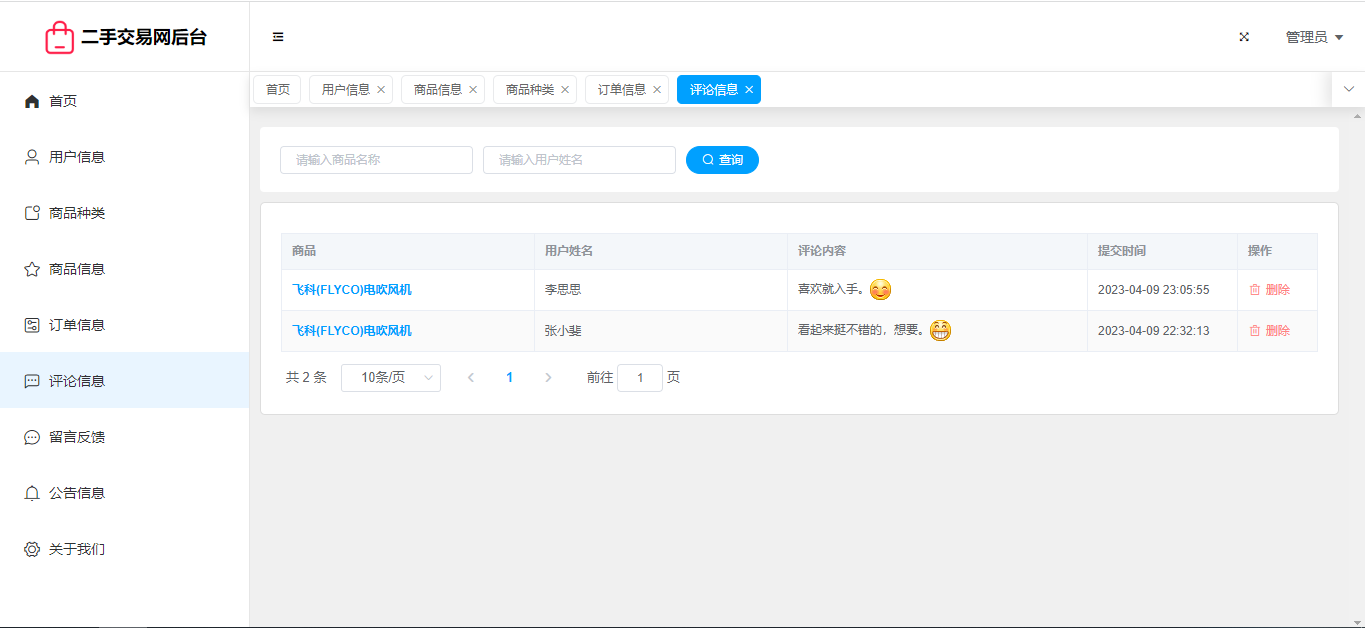 二手交易网后台
管理员
首页 用户信息 商品信息 商品种类 订单信息 评论信息
首页
用户信息
商品种类
商品信息
订单信息
评论信息
留言反馈
公告信息
关于我们
请输入商品名称 请输入用户姓名 查询
商品 用户姓名 评论内容 提交时间 操作
飞科(FLYCO)电吹风机 李思思 喜欢就入手。😊 2023-04-09 23:05:55 删除
飞科(FLYCO)电吹风机 张小斐 看起来挺不错的，想要。😁 2023-04-09 22:32:13 删除
共 2 条 10条/页 1 前往 1 页